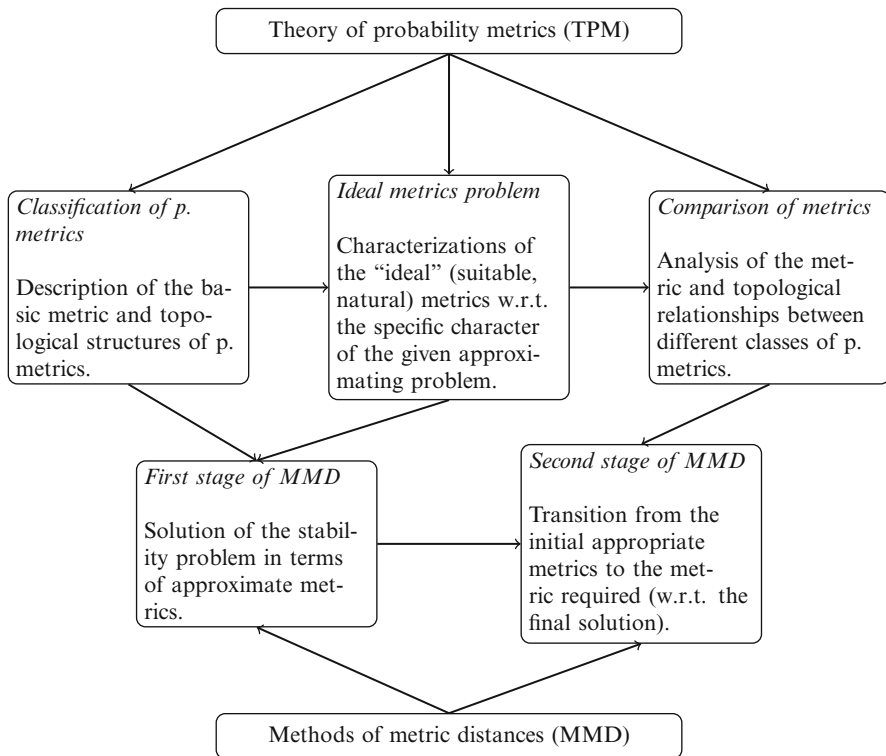 Theory of probability metrics (TPM)
Classification of p.
metrics
Description of the ba-
sic metric and topo-
logical structures of p.
metrics.
Ideal metrics problem
Characterizations of
the “ideal” (suitable,
natural) metrics w.r.t.
the specific character
of the given approxi-
mating problem.
Comparison of metrics
Analysis of the met-
ric and topological
relationships between
different classes of p.
metrics.
First stage of MMD
Solution of the stabil-
ity problem in terms
of approximate met-
rics.
Second stage of MMD
Transition from the
initial appropriate
metrics to the met-
ric required (w.r.t. the
final solution).
Methods of metric distances (MMD)